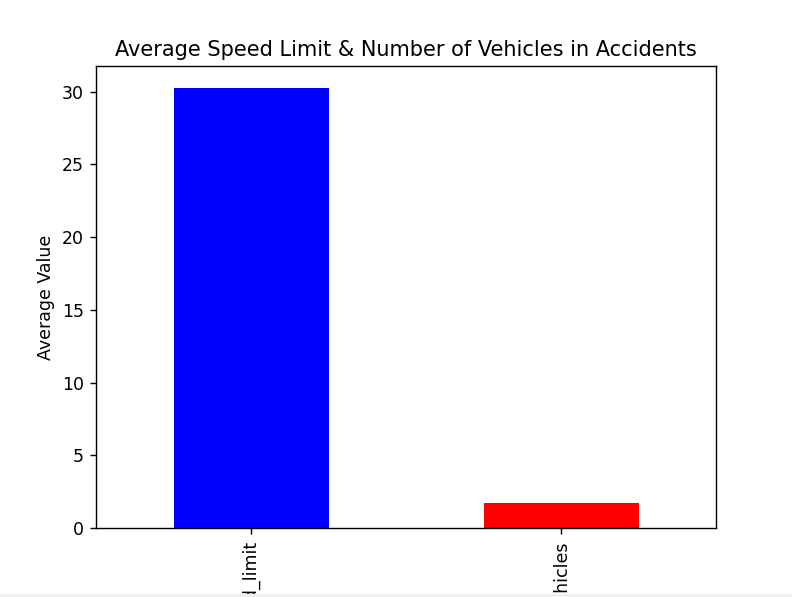 Average Speed Limit & Number of Vehicles in Accidents
Average Value
30
25
20
15
10
5
0
d_limit
hicles